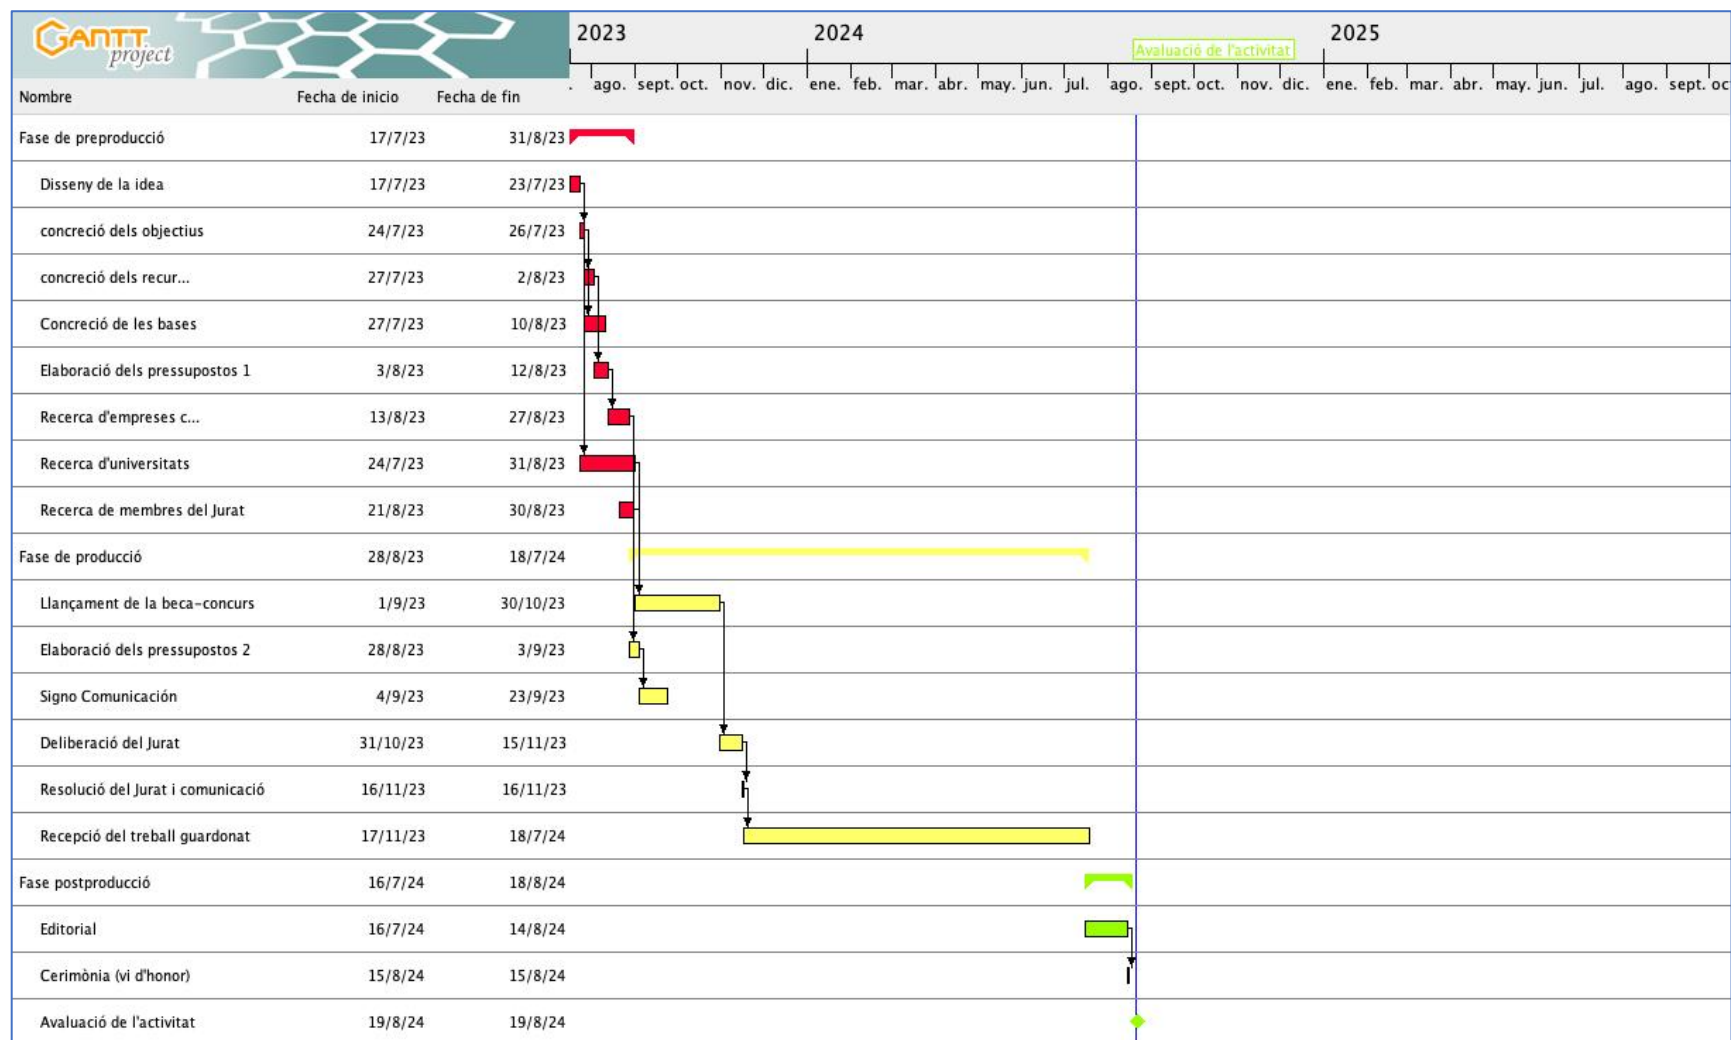 GANTT
project
2023 2024 2025
Avaluació de l'activitat
. ago. sept. oct. nov. dic. ene. feb. mar. abr. may. jun. jul. ago. sept. oct. nov. dic. ene. feb. mar. abr. may. jun. jul. ago. sept. oc
Nombre Fecha de inicio Fecha de fin
Fase de preproducció 17/7/23 31/8/23
Disseny de la idea 17/7/23 23/7/23
concreció dels objectius 24/7/23 26/7/23
concreció dels recur... 27/7/23 2/8/23
Concreció de les bases 27/7/23 10/8/23
Elaboració dels pressupostos 1 3/8/23 12/8/23
Recerca d'empreses c... 13/8/23 27/8/23
Recerca d'universitats 24/7/23 31/8/23
Recerca de membres del Jurat 21/8/23 30/8/23
Fase de producció 28/8/23 18/7/24
Llançament de la beca-concurs 1/9/23 30/10/23
Elaboració dels pressupostos 2 28/8/23 3/9/23
Signo Comunicación 4/9/23 23/9/23
Deliberació del Jurat 31/10/23 15/11/23
Resolució del Jurat i comunicació 16/11/23 16/11/23
Recepció del treball guardonat 17/11/23 18/7/24
Fase postproducció 16/7/24 18/8/24
Editorial 16/7/24 14/8/24
Cerimònia (vi d'honor) 15/8/24 15/8/24
Avaluació de l'activitat 19/8/24 19/8/24